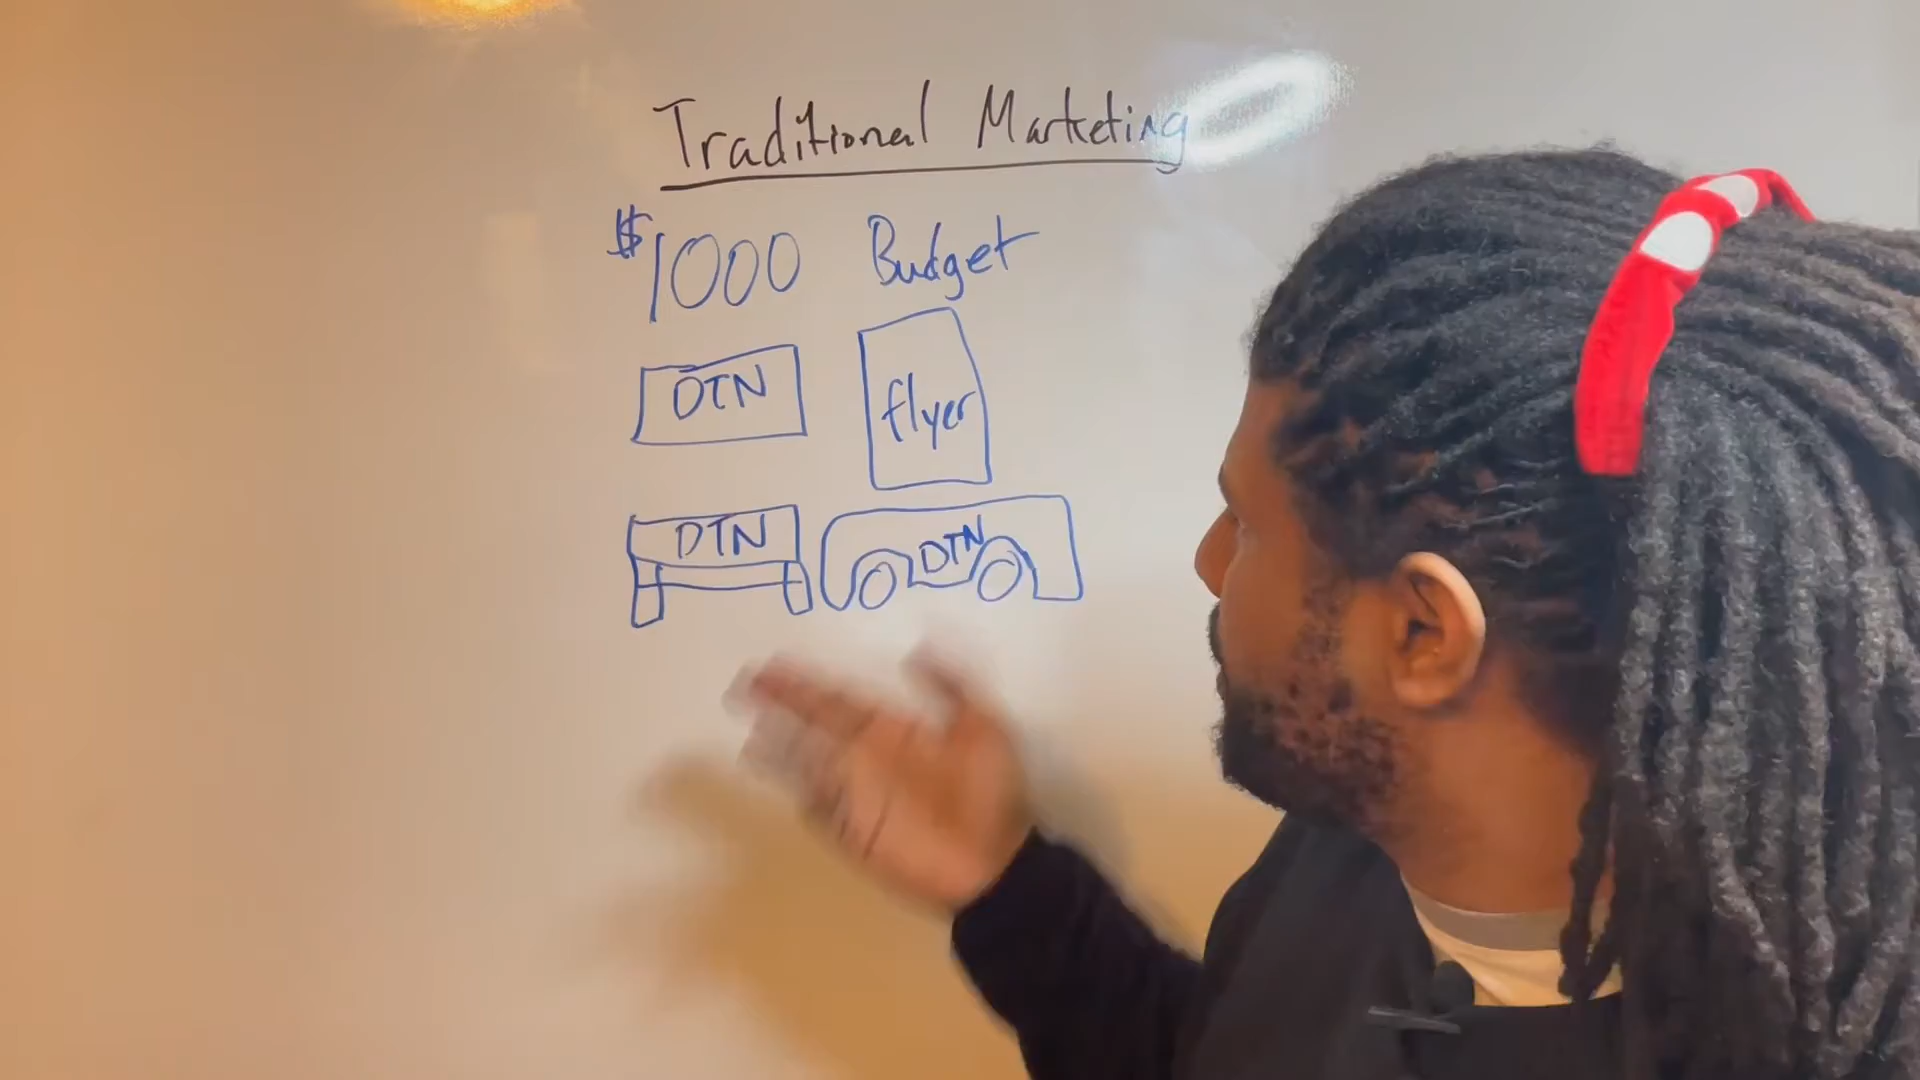 Traditional Marketing
$1000 Budget
DTN
flyer
DTN
DTN